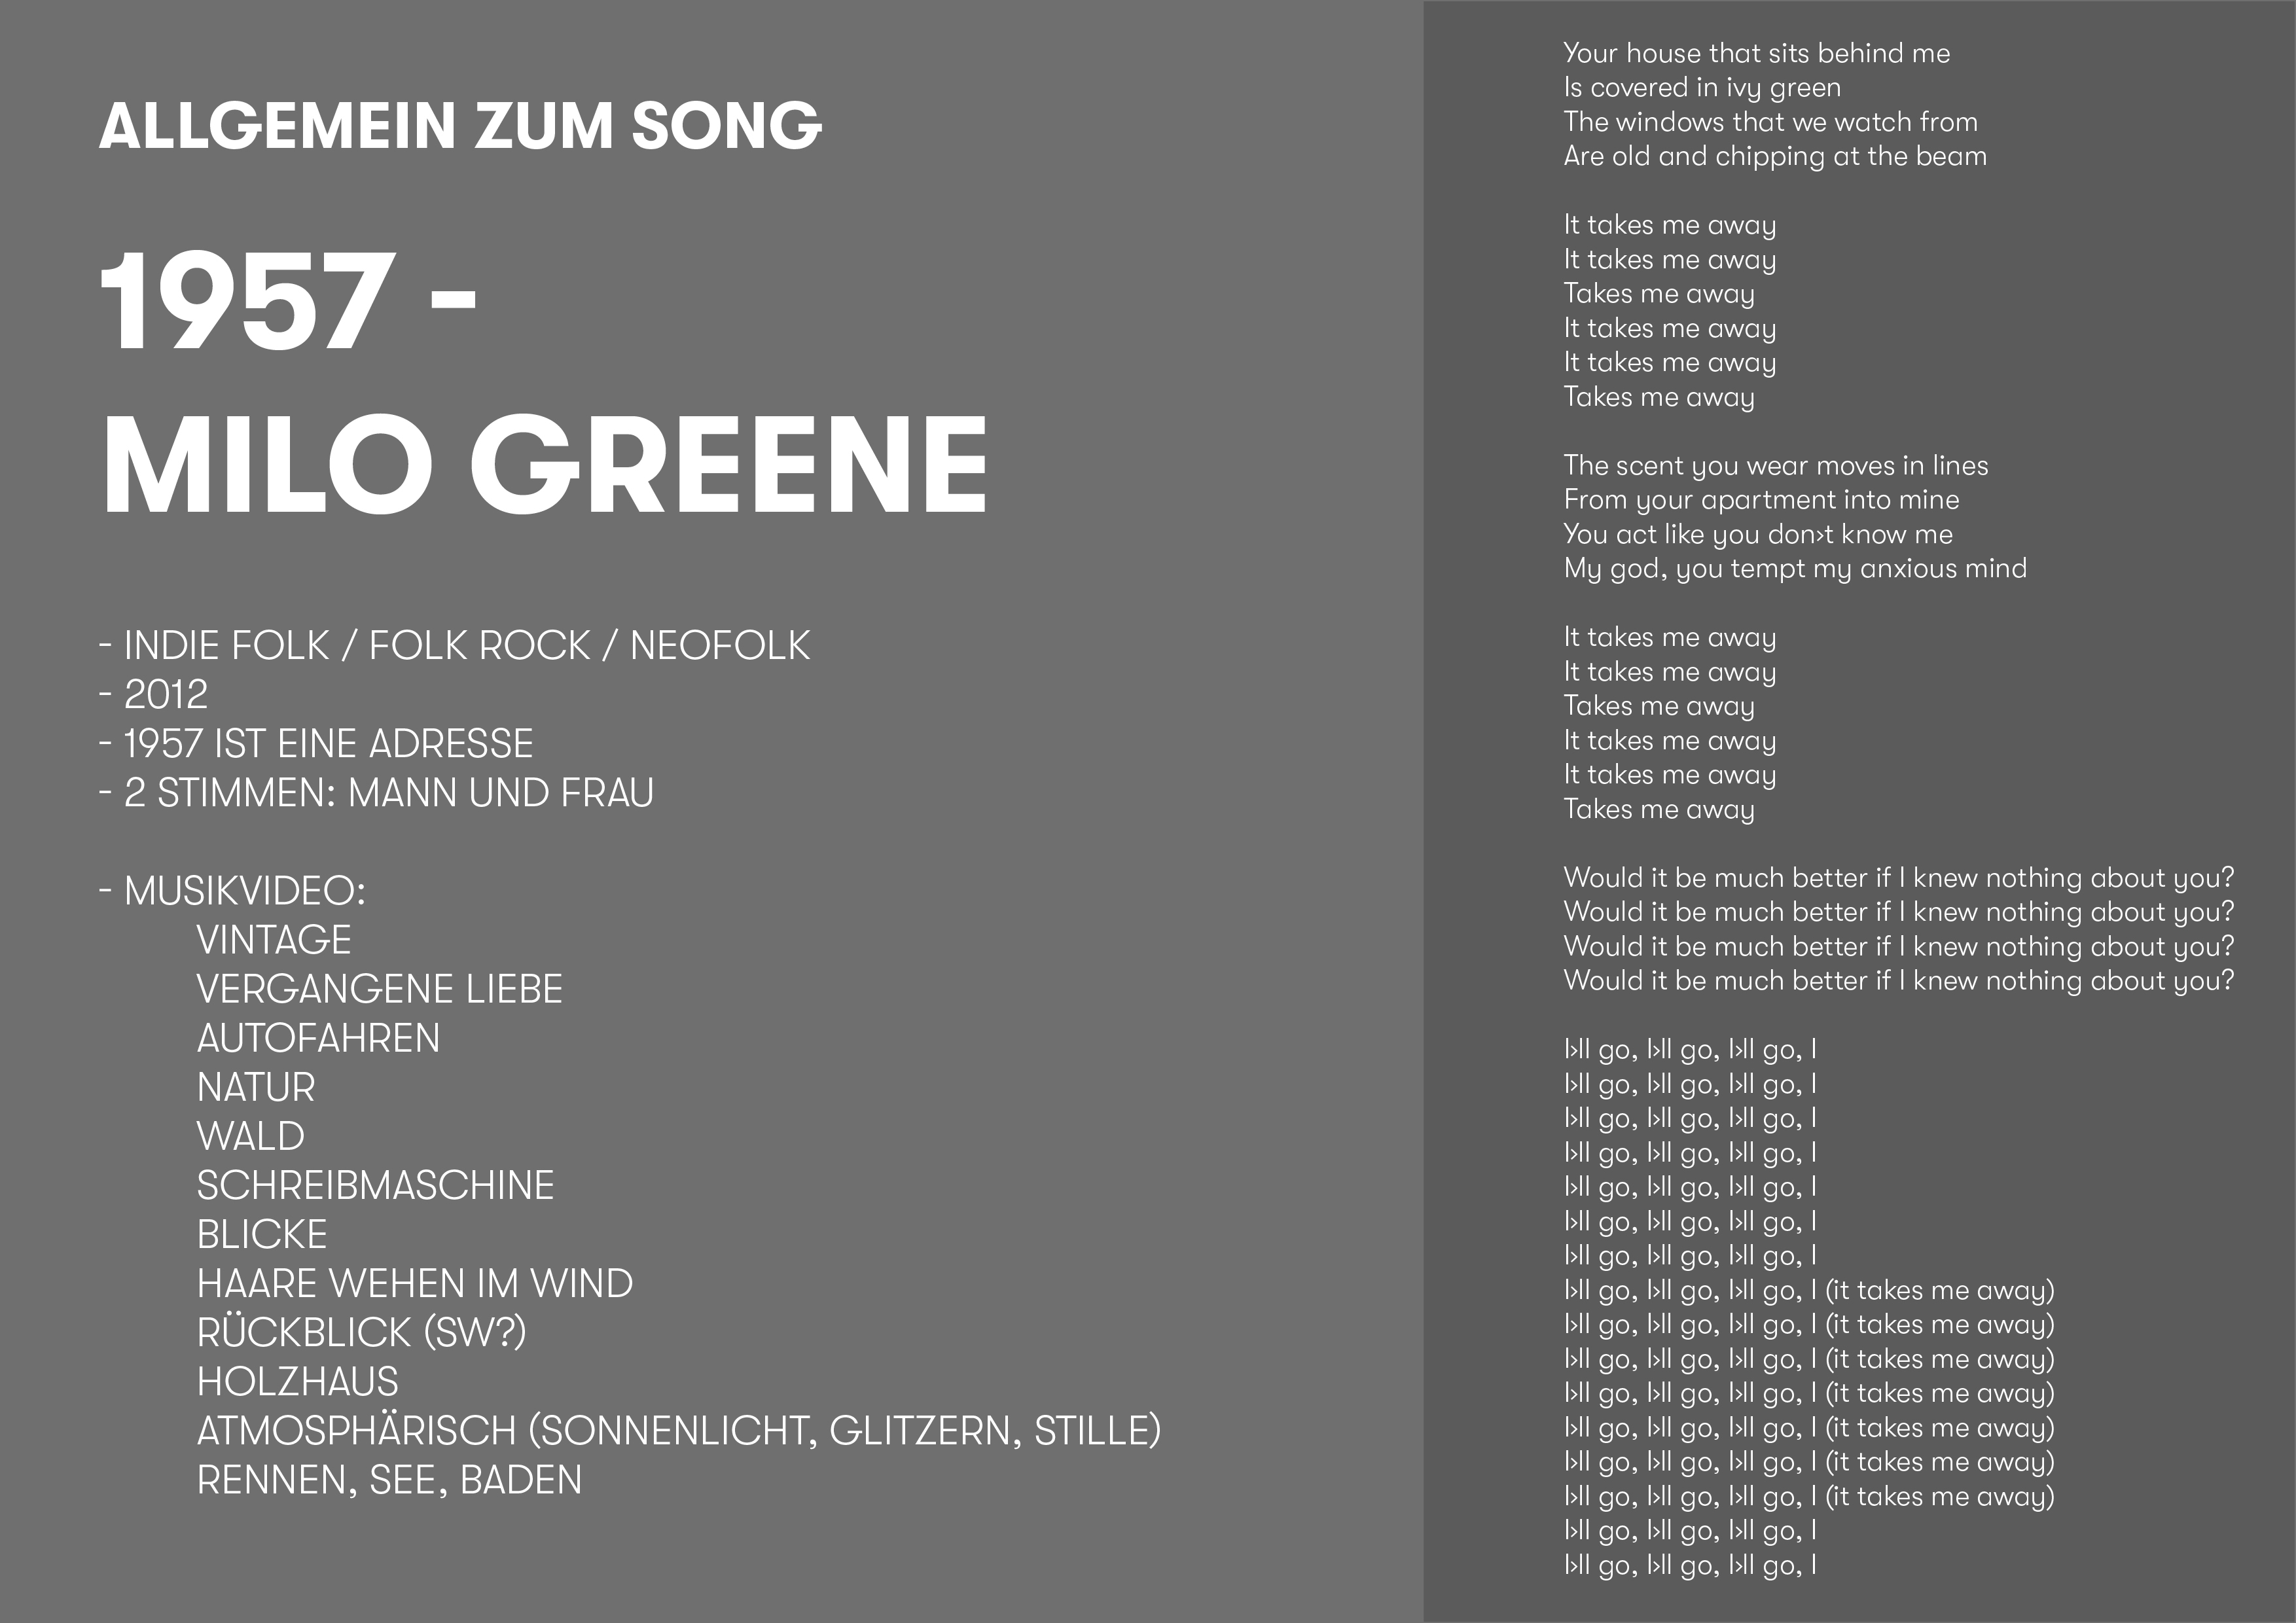 ALLGEMEIN ZUM SONG
1957 -
MILO GREENE
- INDIE FOLK / FOLK ROCK / NEOFOLK
- 2012
- 1957 IST EINE ADRESSE
- 2 STIMMEN: MANN UND FRAU
- MUSIKVIDEO:
VINTAGE
VERGANGENE LIEBE
AUTOFAHREN
NATUR
WALD
SCHREIBMASCHINE
BLICKE
HAARE WEHEN IM WIND
RÜCKBLICK (SW?)
HOLZHAUS
ATMOSPHÄRISCH (SONNENLICHT, GLITZERN, STILLE)
RENNEN, SEE, BADEN
Your house that sits behind me
Is covered in ivy green
The windows that we watch from
Are old and chipping at the beam
It takes me away
It takes me away
Takes me away
It takes me away
It takes me away
Takes me away
The scent you wear moves in lines
From your apartment into mine
You act like you don›t know me
My god, you tempt my anxious mind
It takes me away
It takes me away
Takes me away
It takes me away
It takes me away
Takes me away
Would it be much better if I knew nothing about you?
Would it be much better if I knew nothing about you?
Would it be much better if I knew nothing about you?
Would it be much better if I knew nothing about you?
I›ll go, I›ll go, I›ll go, I
I›ll go, I›ll go, I›ll go, I
I›ll go, I›ll go, I›ll go, I
I›ll go, I›ll go, I›ll go, I
I›ll go, I›ll go, I›ll go, I
I›ll go, I›ll go, I›ll go, I
I›ll go, I›ll go, I›ll go, I
I›ll go, I›ll go, I›ll go, I (it takes me away)
I›ll go, I›ll go, I›ll go, I (it takes me away)
I›ll go, I›ll go, I›ll go, I (it takes me away)
I›ll go, I›ll go, I›ll go, I (it takes me away)
I›ll go, I›ll go, I›ll go, I (it takes me away)
I›ll go, I›ll go, I›ll go, I (it takes me away)
I›ll go, I›ll go, I›ll go, I (it takes me away)
I›ll go, I›ll go, I›ll go, I
I›ll go, I›ll go, I›ll go, I